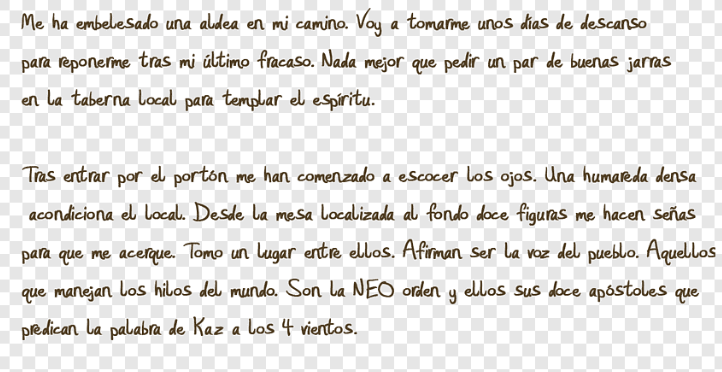 Me ha embelesado una aldea en mi camino. Voy a tomarme unos días de descanso
para reponerme tras mi último fracaso. Nada mejor que pedir un par de buenas jarras
en la taberna local para templar el espíritu.
Tras entrar por el portón me han comenzado a escocer los ojos. Una humareda densa
acondiciona el local. Desde la mesa localizada al fondo doce figuras me hacen señas
para que me acerque. Tomo un lugar entre ellos. Afirman ser la voz del pueblo. Aquellos
que manejan los hilos del mundo. Son la NEO orden y ellos sus doce apóstoles que
predican la palabra de Kaz a los 4 vientos.